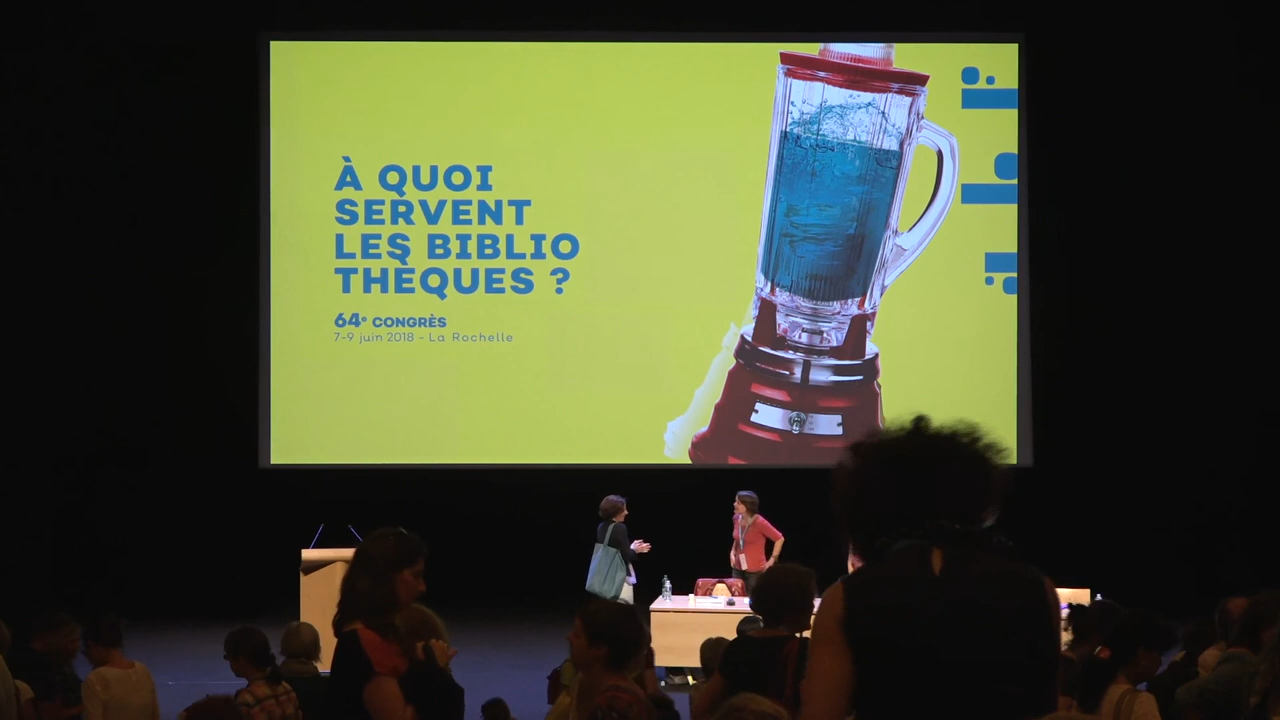 À QUOI
SERVENT
LES BIBLIO
THÈQUES ?
64e CONGRÈS
7-9 juin 2018 - La Rochelle